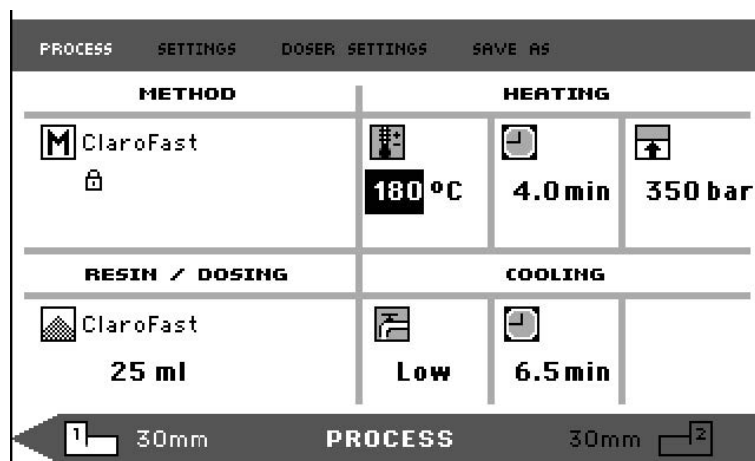 PROCESS SETTINGS DOSER SETTINGS SAVE AS
METHOD HEATING
M ClaroFast
180 ºC 4.0 min 350 bar
RESIN / DOSING COOLING
ClaroFast
25 ml Low 6.5 min
1 30mm PROCESS 30mm 2